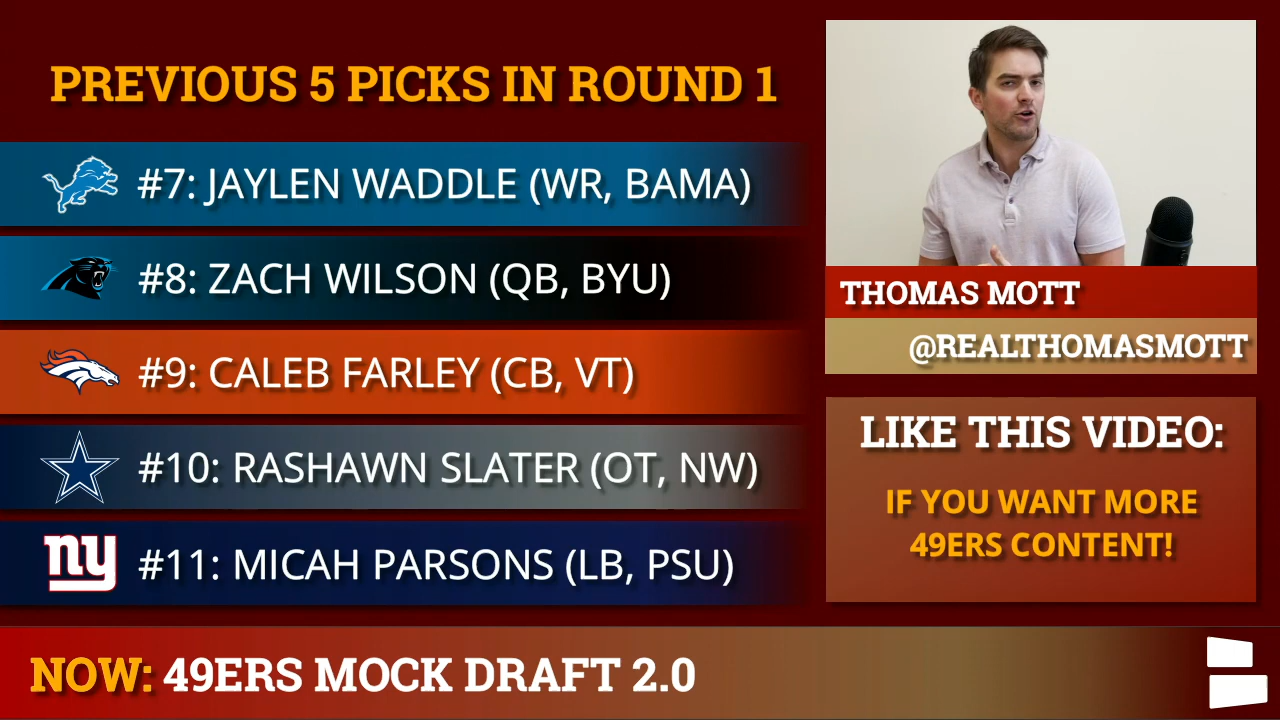 PREVIOUS 5 PICKS IN ROUND 1
#7: JAYLEN WADDLE (WR, BAMA)
#8: ZACH WILSON (QB, BYU)
#9: CALEB FARLEY (CB, VT)
#10: RASHAWN SLATER (OT, NW)
ny
#11: MICAH PARSONS (LB, PSU)
THOMAS MOTT
@REALTHOMASMOTT
LIKE THIS VIDEO:
IF YOU WANT MORE
49ERS CONTENT!
NOW: 49ERS MOCK DRAFT 2.0